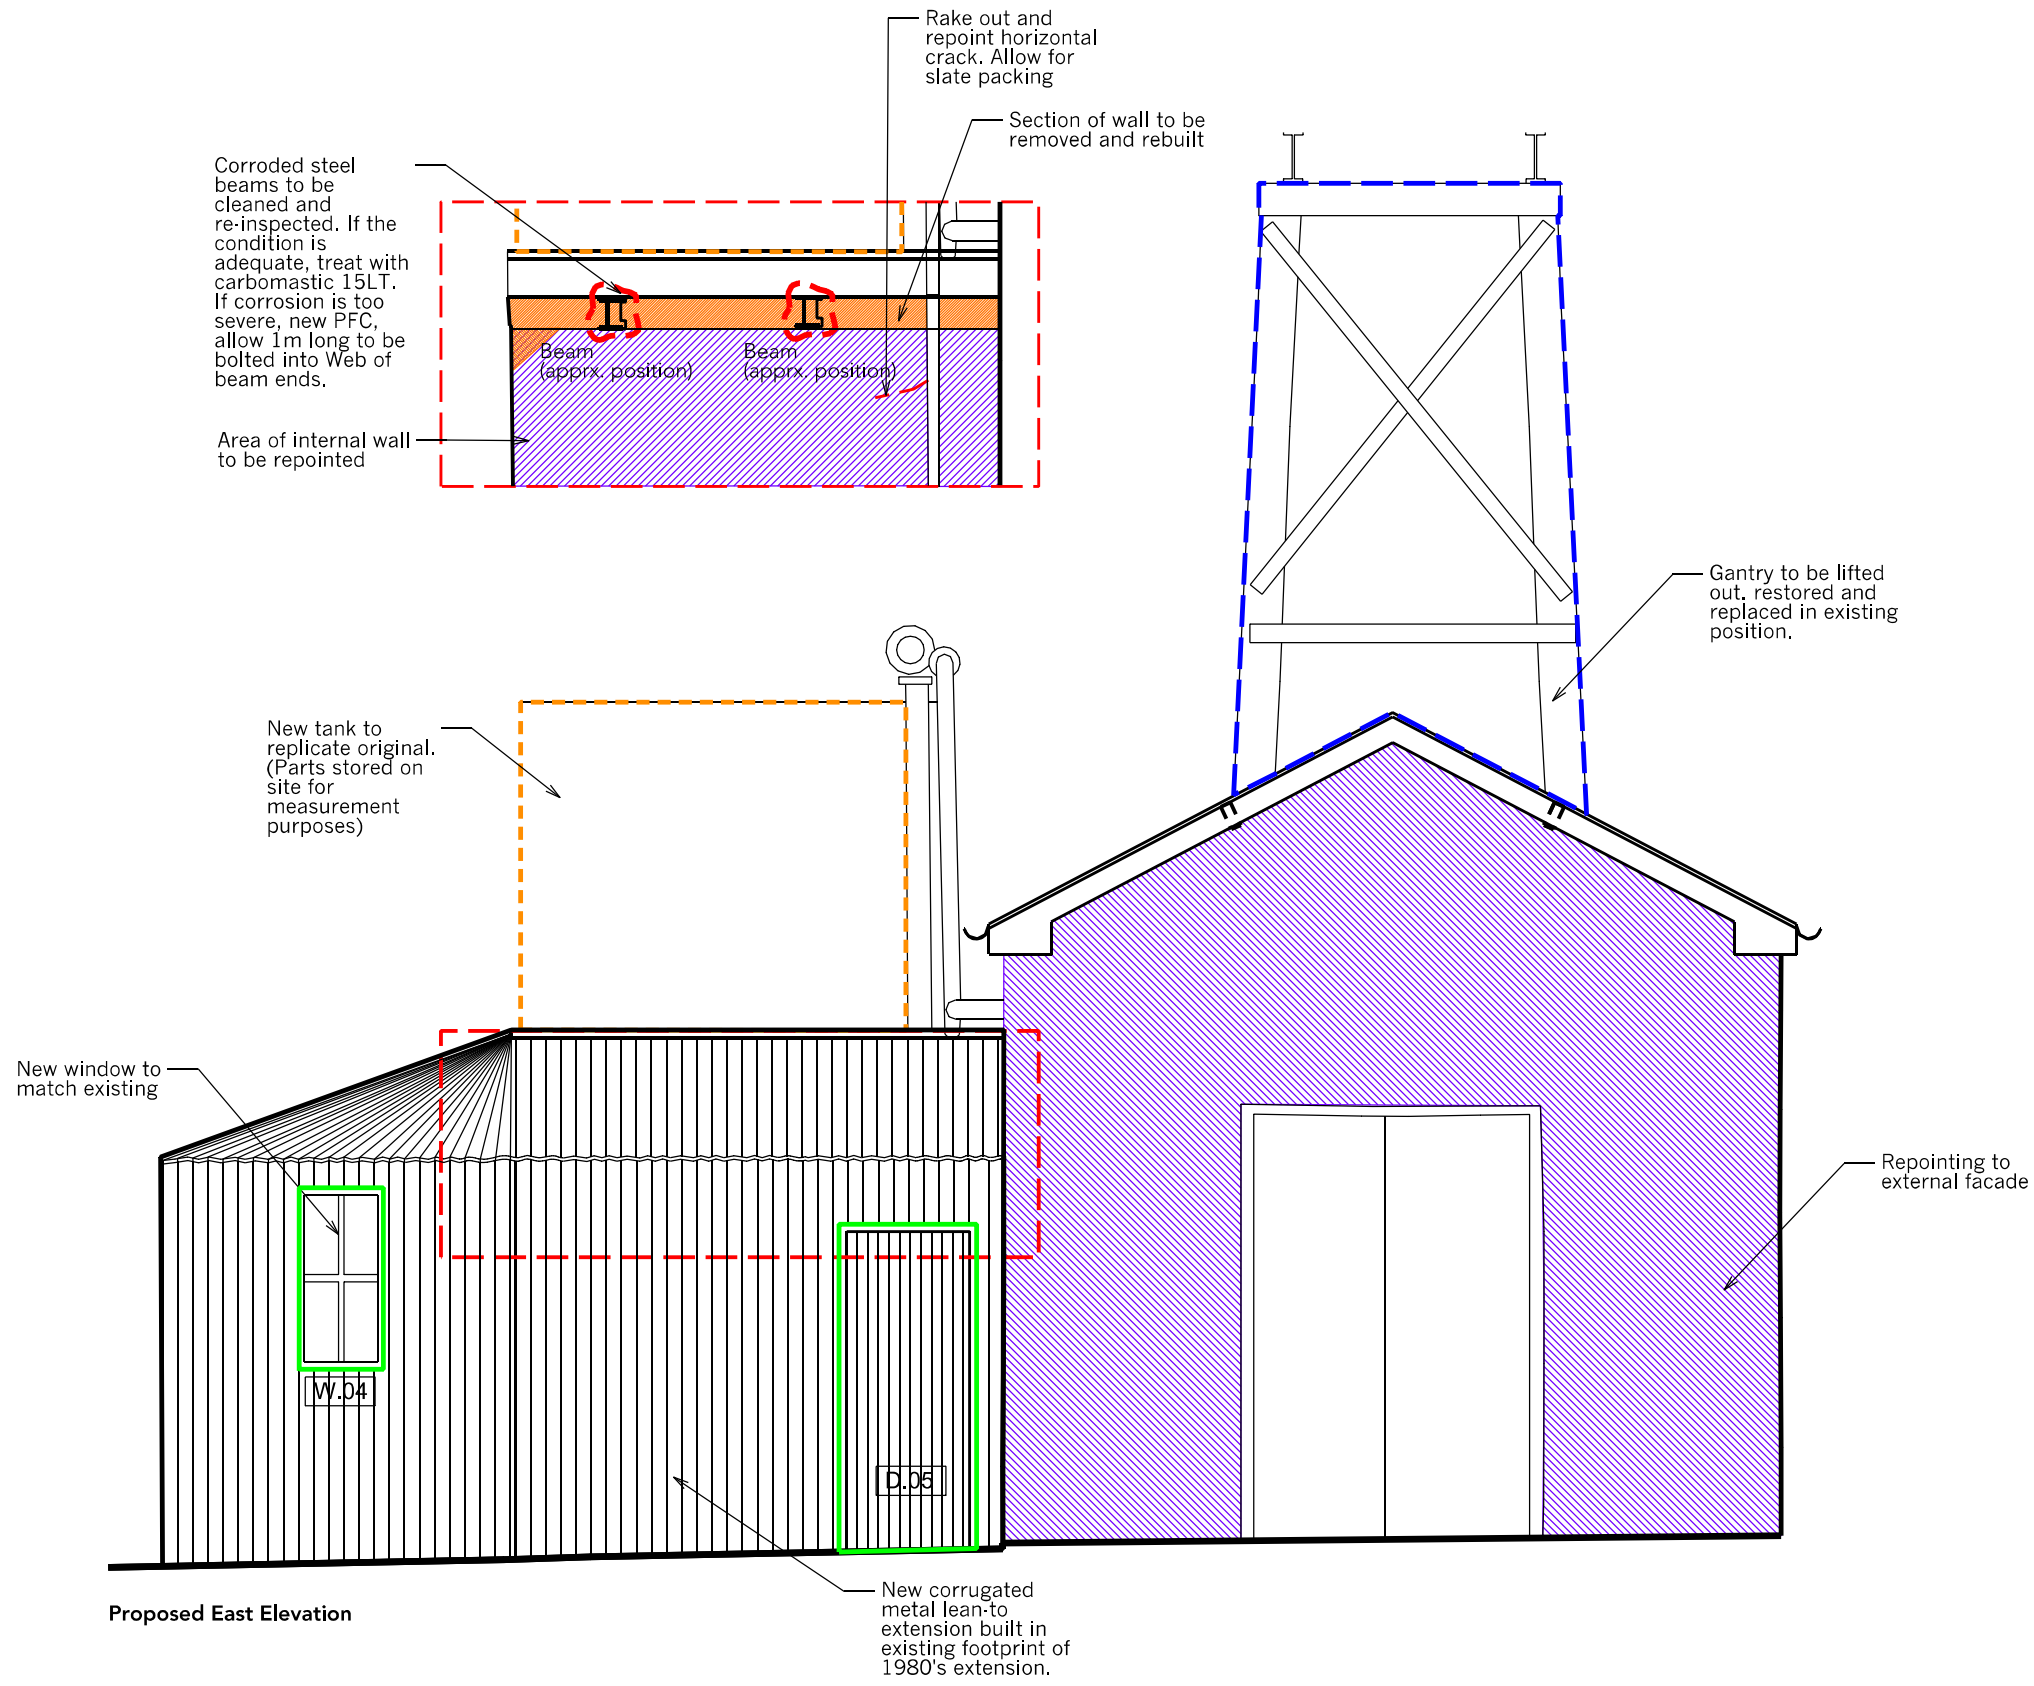 Rake out and
repoint horizontal
crack. Allow for
slate packing
Section of wall to be
removed and rebuilt
Corroded steel
beams to be
cleaned and
re-inspected. If the
condition is
adequate, treat with
carbomastic 15LT.
If corrosion is too
severe, new PFC,
allow 1m long to be
bolted into Web of
beam ends.
Beam
(apprx. position)
Beam
(apprx. position)
Area of internal wall
to be repointed
Gantry to be lifted
out. restored and
replaced in existing
position.
New tank to
replicate original.
(Parts stored on
site for
measurement
purposes)
New window to
match existing
Repointing to
external facade
W.04
D.05
New corrugated
metal lean-to
extension built in
existing footprint of
1980's extension.
Proposed East Elevation